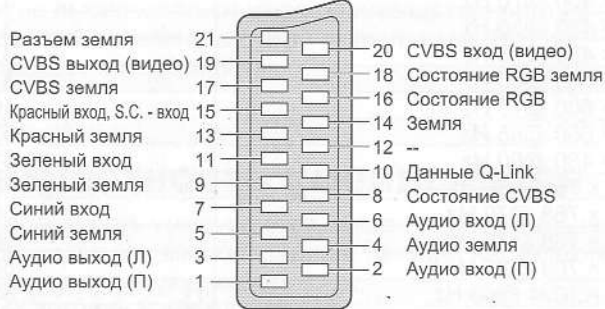 Разъем земля 21
CVBS выход (видео) 19
CVBS земля 17
Красный вход, S.C. - вход 15
Красный земля 13
Зеленый вход 11
Зеленый земля 9
Синий вход 7
Синий земля 5
Аудио выход (Л) 3
Аудио выход (П) 1
20 CVBS вход (видео)
18 Состояние RGB земля
16 Состояние RGB
14 Земля
12 --
10 Данные Q-Link
8 Состояние CVBS
6 Аудио вход (Л)
4 Аудио земля
2 Аудио вход (П)